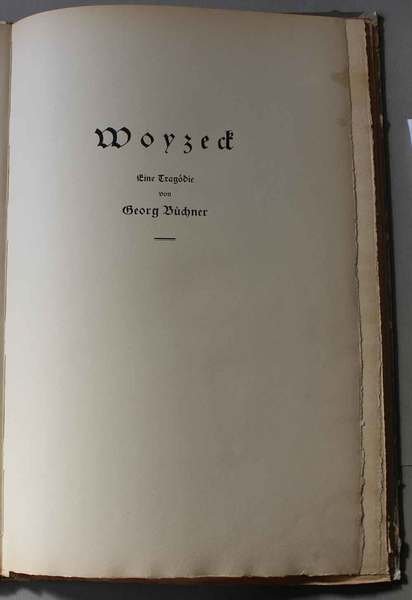 Woyzeck
Eine Tragödie
von
Georg Büchner